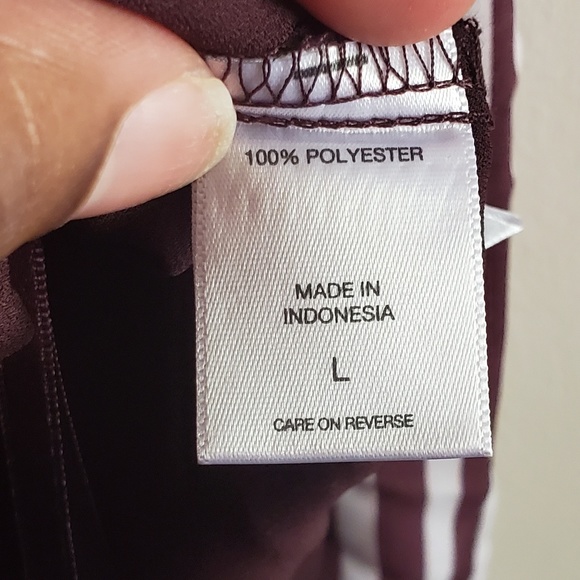 100% POLYESTER
MADE IN
INDONESIA
L
CARE ON REVERSE